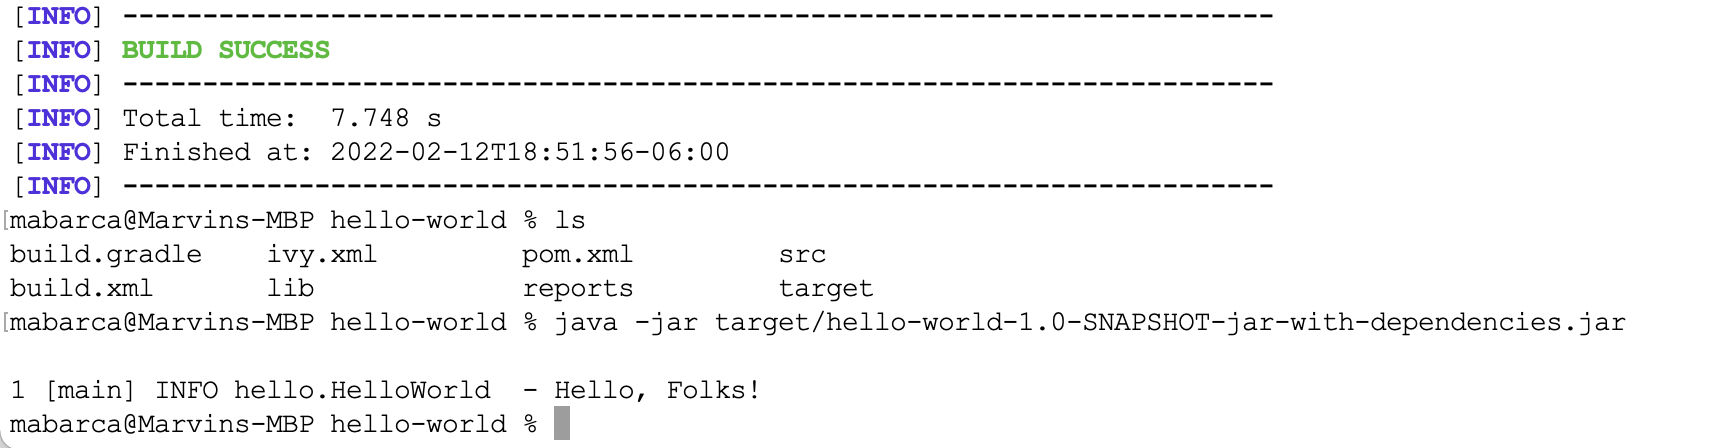 [INFO] ------------------------------------------------------------------------
[INFO] BUILD SUCCESS
[INFO] ------------------------------------------------------------------------
[INFO] Total time:  7.748 s
[INFO] Finished at: 2022-02-12T18:51:56-06:00
[INFO] ------------------------------------------------------------------------
[mabarca@Marvins-MBP hello-world % ls
build.gradle    ivy.xml         pom.xml         src
build.xml       lib             reports         target
[mabarca@Marvins-MBP hello-world % java -jar target/hello-world-1.0-SNAPSHOT-jar-with-dependencies.jar
1 [main] INFO hello.HelloWorld  - Hello, Folks!
mabarca@Marvins-MBP hello-world %